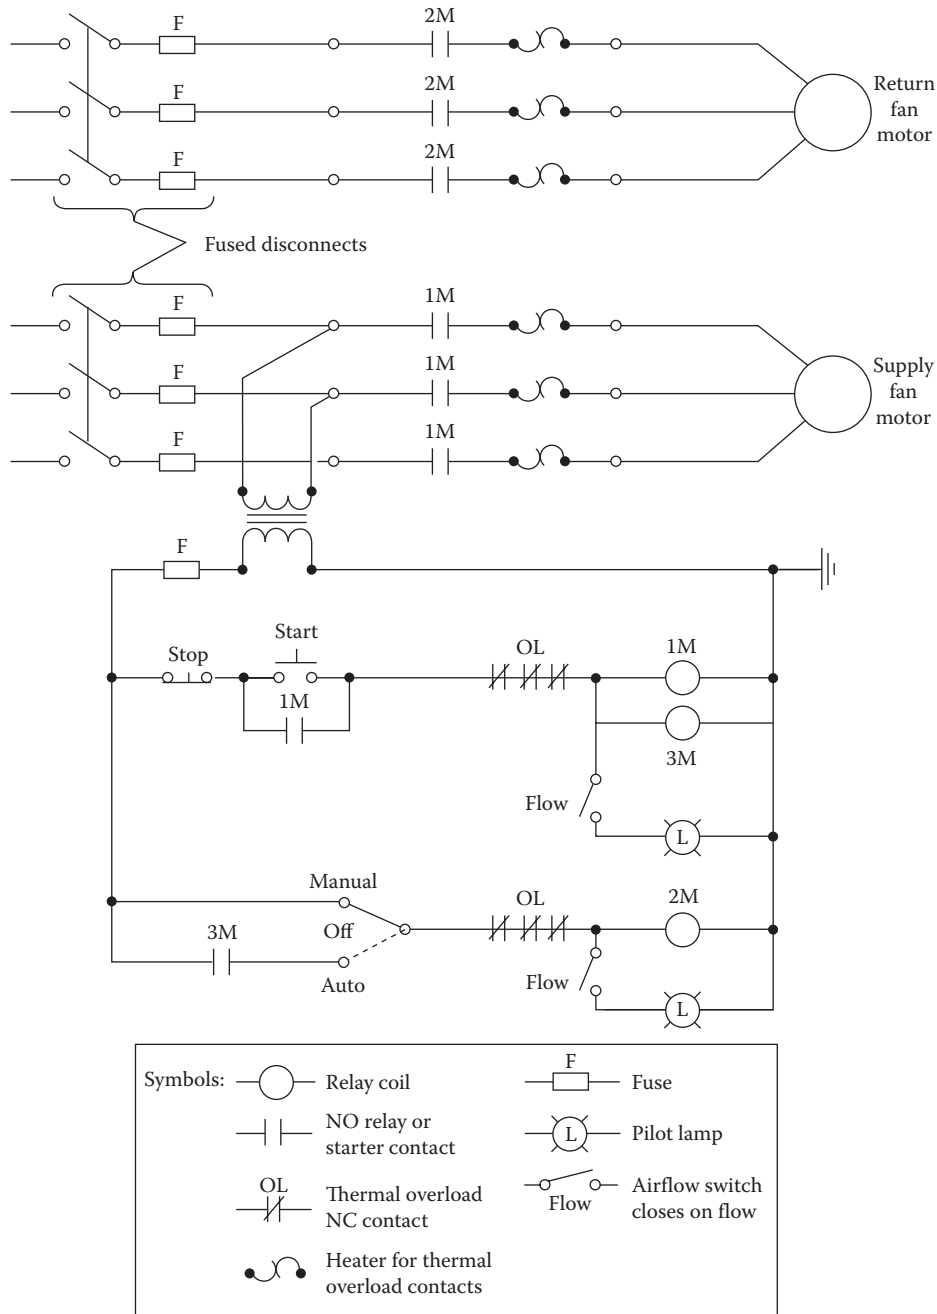 F
2M
F
2M
F
2M
Return
fan
motor
Fused disconnects
F
1M
F
1M
F
1M
Supply
fan
motor
F
Stop
Start
1M
OL
1M
3M
Flow
L
Manual
Off
Auto
3M
OL
2M
Flow
L
Symbols:
Relay coil
NO relay or
starter contact
OL
Thermal overload
NC contact
Heater for thermal
overload contacts
F
Fuse
L
Pilot lamp
Flow
Airflow switch
closes on flow